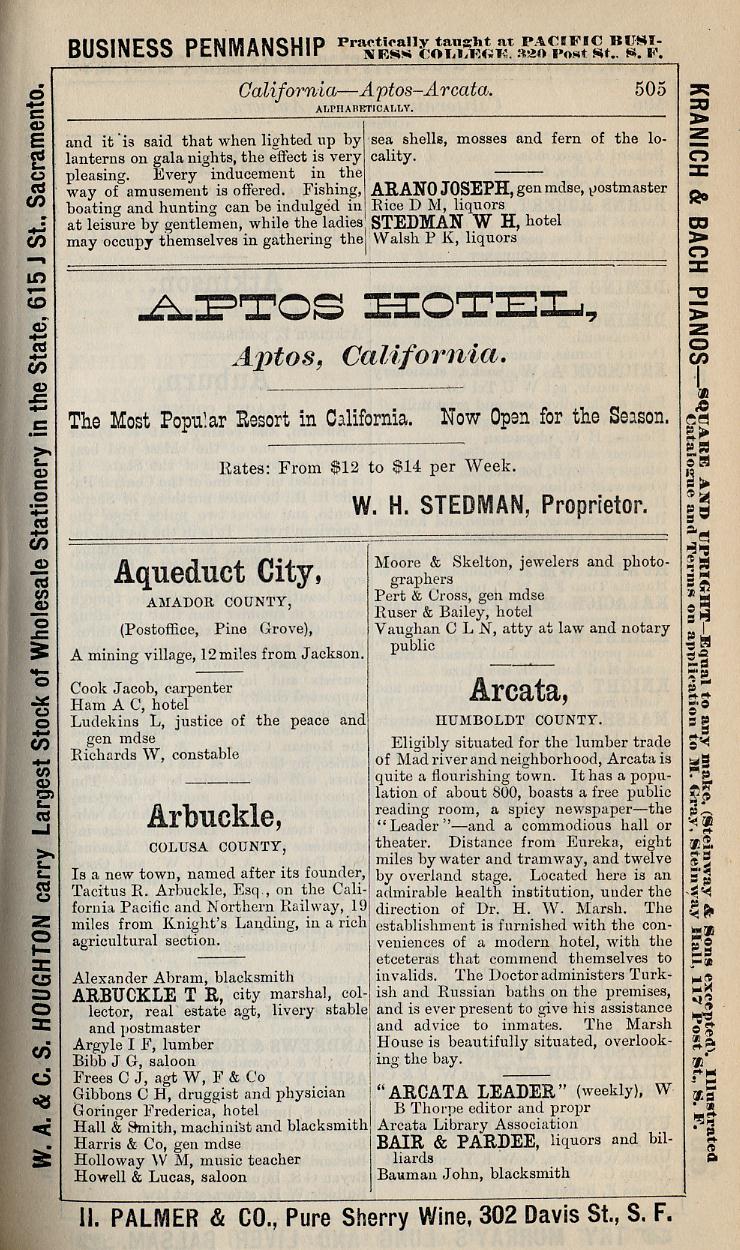 BUSINESS PENMANSHIP Practically taught at PACIFIC BUSI-
NESS COLLEGE, 320 Post St., S. F.
California—Aptos–Arcata. 505
ALPHABETICALLY.
and it is said that when lighted up by
lanterns on gala nights, the effect is very
pleasing. Every inducement in the
way of amusement is offered. Fishing,
boating and hunting can be indulged in
at leisure by gentlemen, while the ladies
may occupy themselves in gathering the
sea shells, mosses and fern of the lo-
cality.
ARANO JOSEPH, gen mdse, postmaster
Rice D M, liquors
STEDMAN W H, hotel
Walsh P K, liquors
APTOS HOTEL,
Aptos, California.
The Most Popular Resort in California. Now Open for the Season.
Rates: From $12 to $14 per Week.
W. H. STEDMAN, Proprietor.
Aqueduct City,
AMADOR COUNTY,
(Postoffice, Pine Grove),
A mining village, 12 miles from Jackson.
Cook Jacob, carpenter
Ham A C, hotel
Ludekins L, justice of the peace and
gen mdse
Richards W, constable
Arbuckle,
COLUSA COUNTY,
Is a new town, named after its founder,
Tacitus R. Arbuckle, Esq., on the Cali-
fornia Pacific and Northern Railway, 19
miles from Knight's Landing, in a rich
agricultural section.
Alexander Abram, blacksmith
ARBUCKLE T R, city marshal, col-
lector, real estate agt, livery stable
and postmaster
Argyle I F, lumber
Bibb J G, saloon
Frees C J, agt W, F & Co
Gibbons C H, druggist and physician
Goringer Frederica, hotel
Hall & Smith, machinist and blacksmith
Harris & Co, gen mdse
Holloway W M, music teacher
Howell & Lucas, saloon
Moore & Skelton, jewelers and photo-
graphers
Pert & Cross, gen mdse
Ruser & Bailey, hotel
Vaughan C L N, atty at law and notary
public
Arcata,
HUMBOLDT COUNTY.
Eligibly situated for the lumber trade
of Mad river and neighborhood, Arcata is
quite a flourishing town. It has a popu-
lation of about 800, boasts a free public
reading room, a spicy newspaper—the
"Leader"—and a commodious hall or
theater. Distance from Eureka, eight
miles by water and tramway, and twelve
by overland stage. Located here is an
admirable health institution, under the
direction of Dr. H. W. Marsh. The
establishment is furnished with the con-
veniences of a modern hotel, with the
etceteras that commend themselves to
invalids. The Doctor administers Turk-
ish and Russian baths on the premises,
and is ever present to give his assistance
and advice to inmates. The Marsh
House is beautifully situated, overlook-
ing the bay.
"ARCATA LEADER" (weekly), W
B Thorpe editor and propr
Arcata Library Association
BAIR & PARDEE, liquors and bil-
liards
Bauman John, blacksmith
W. A. & C. S. HOUGHTON carry Largest Stock of Wholesale Stationery in the State, 615 J St., Sacramento.
KRANICH & BACH PIANOS—SQUARE AND UPRIGHT—Equal to any make, (Steinway & Sons excepted). Illustrated
Catalogue and Terms on application to M. Gray, Steinway Hall, 117 Post St., S. F.
H. PALMER & CO., Pure Sherry Wine, 302 Davis St., S. F.